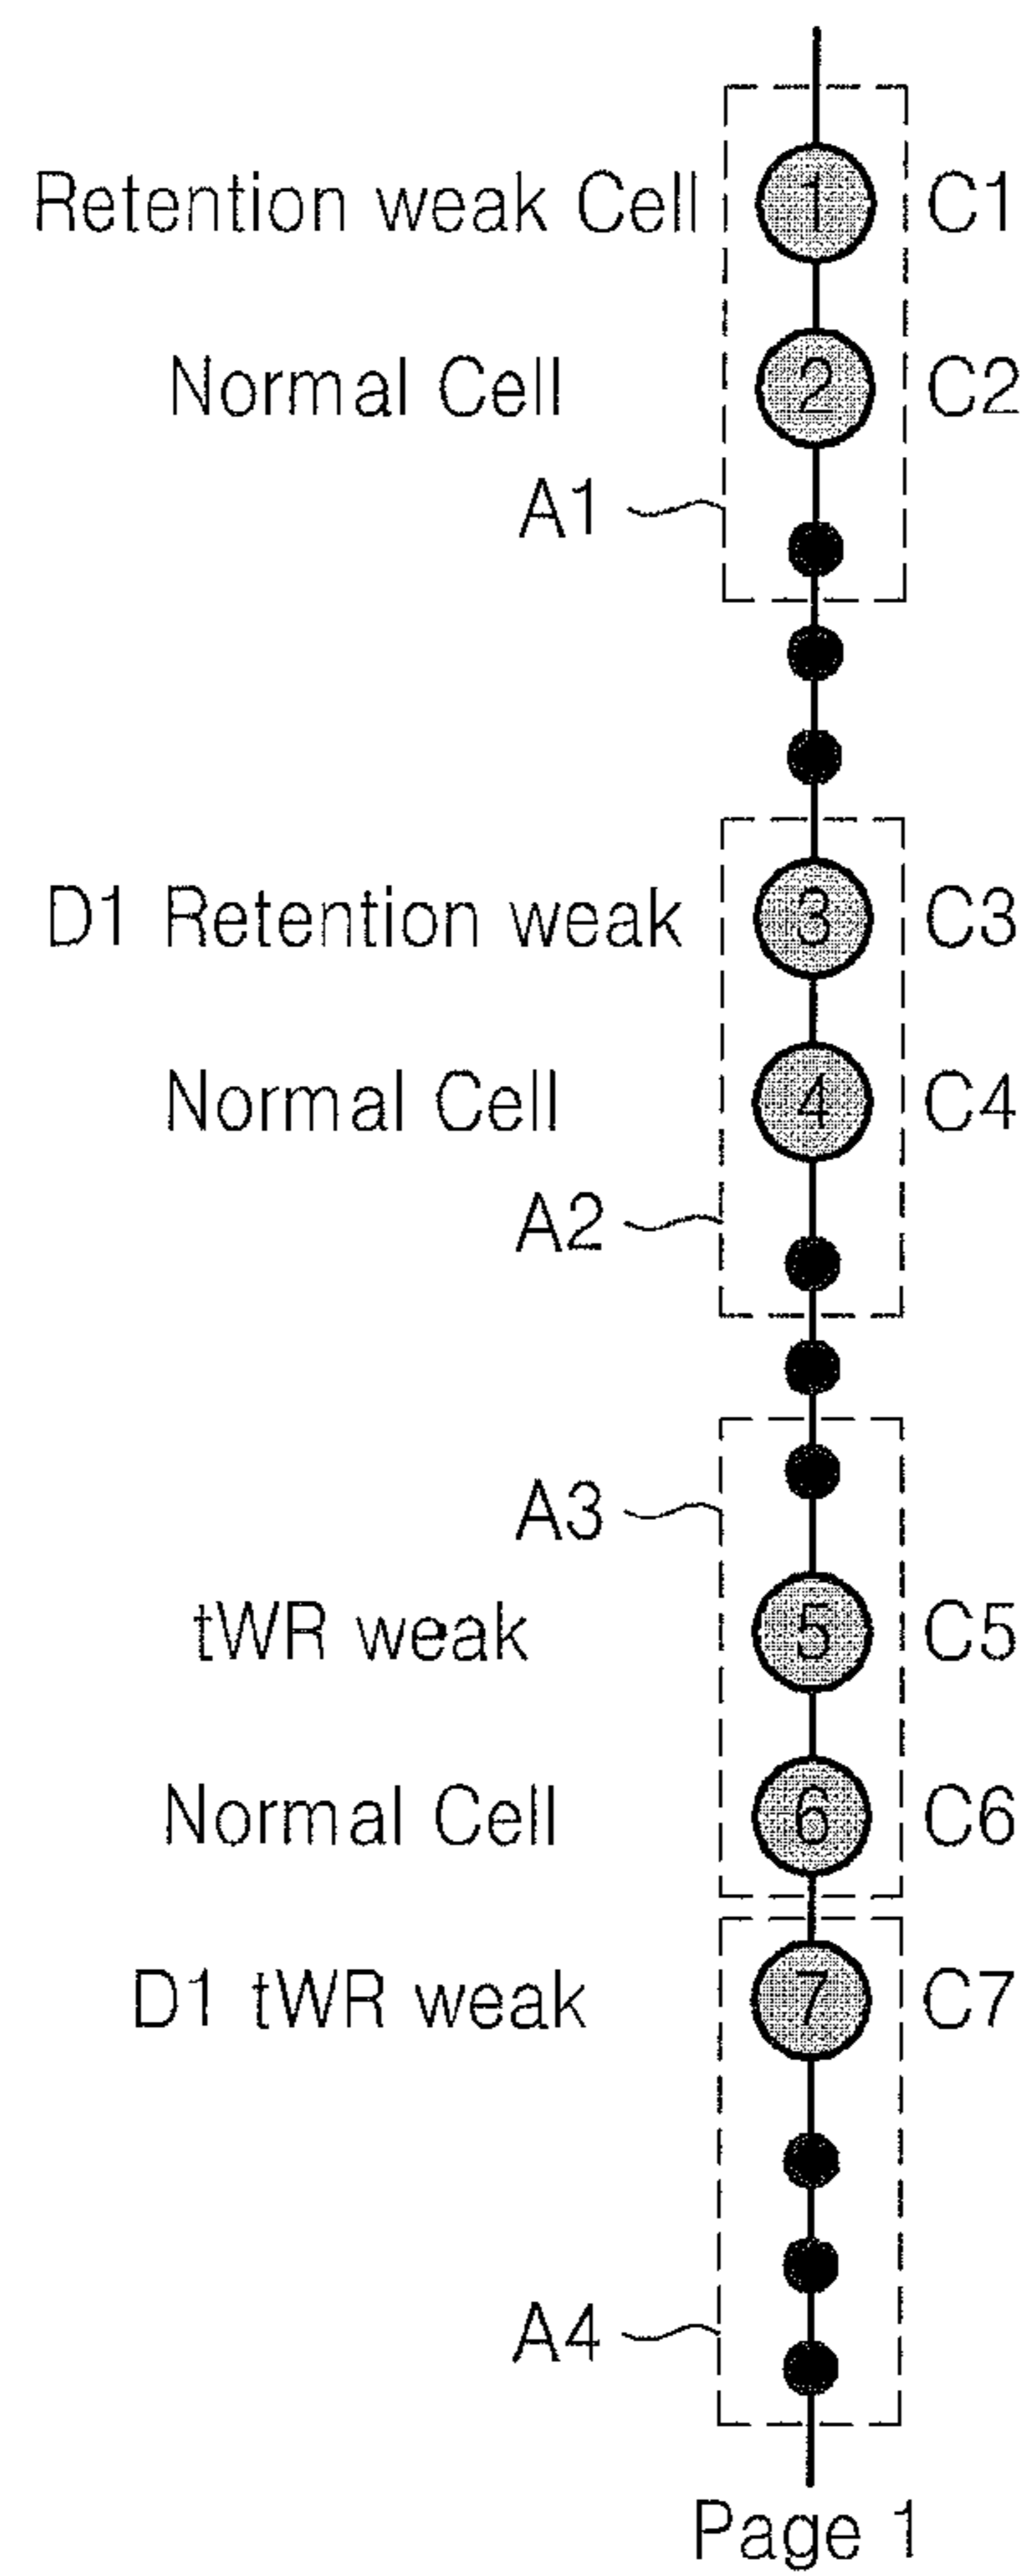 Retention weak Cell 1 C1
Normal Cell 2 C2
A1
D1 Retention weak 3 C3
Normal Cell 4 C4
A2
A3
tWR weak 5 C5
Normal Cell 6 C6
D1 tWR weak 7 C7
A4
Page 1